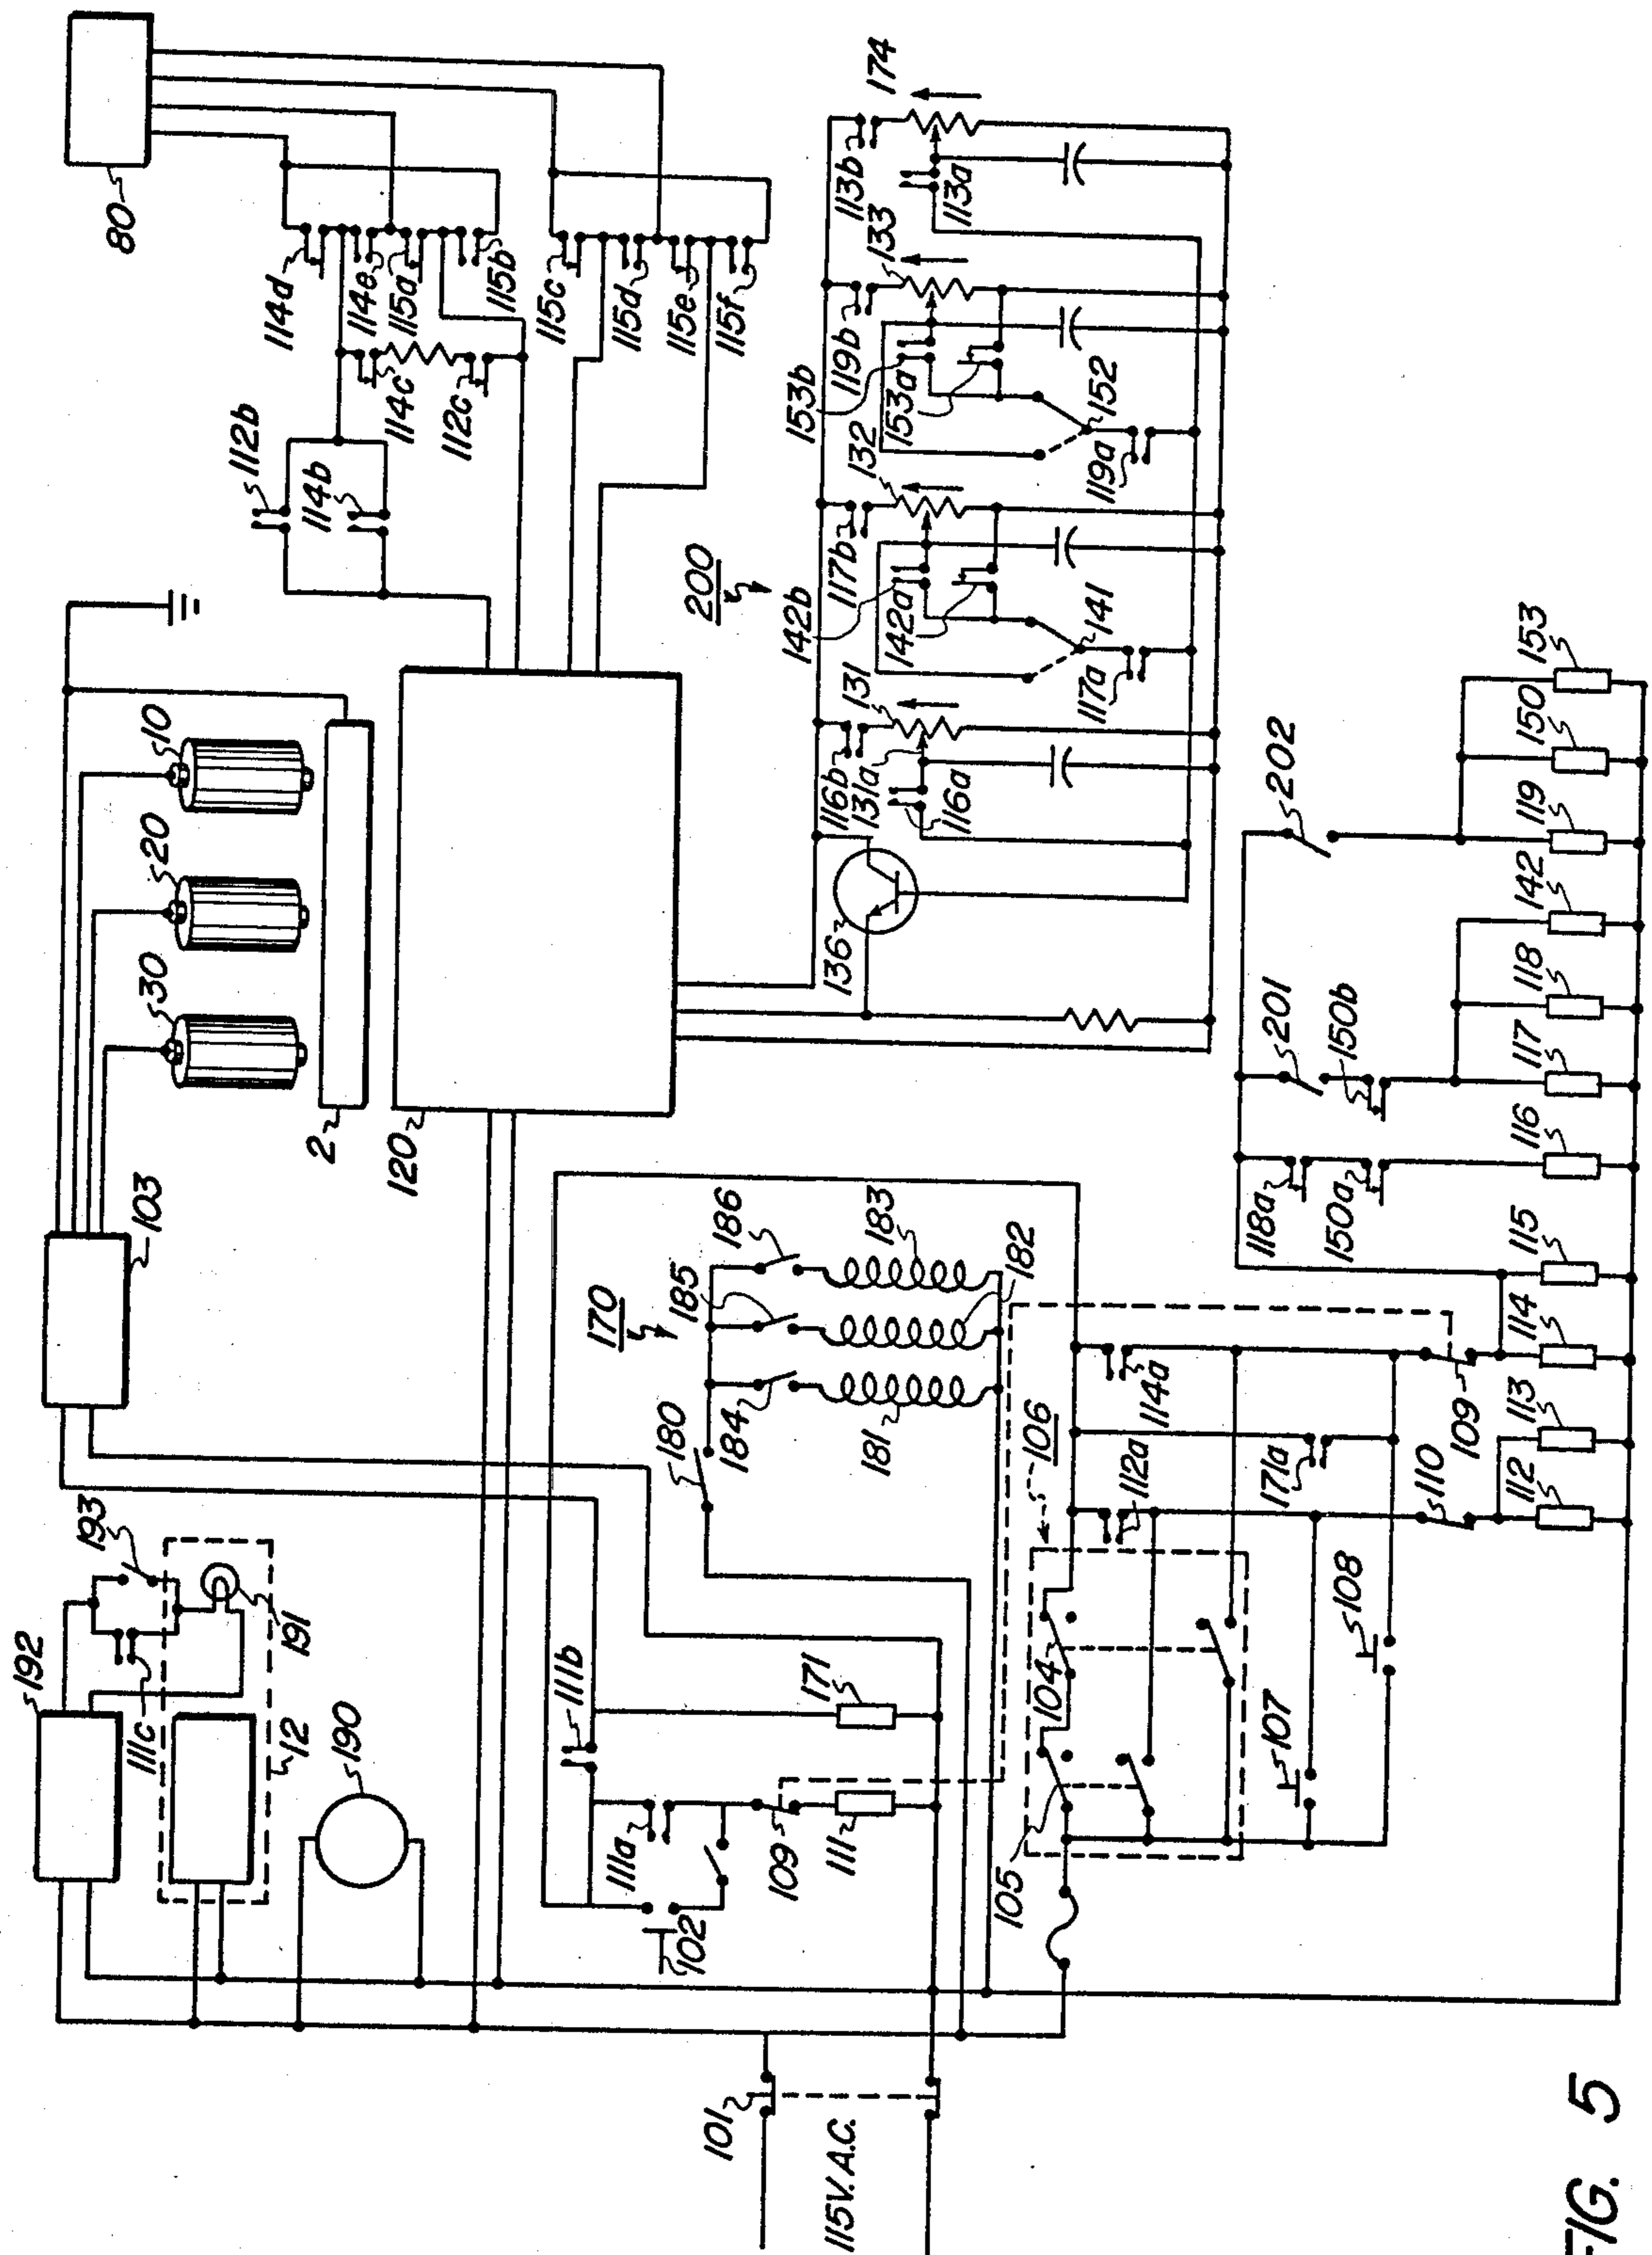 80
114d
114e
115a
115b
112b
114b
114c
112c
115c
115d
115e
115f
174
113b
113a
133
119b
153b
153a
153a
152
119a
132
117b
142b
142a
142a
141
117a
131
116b
131a
116a
136
200
10
20
30
2
120
103
192
193
191
111c
12
190
170
186
185
184
183
182
181
180
111b
171
111a
109
111
102
101
115V.A.C.
106
104
105
107
108
112a
114a
171a
110
109
112
113
114
115
118a
150a
116
201
150b
117
118
142
202
119
150
153
FIG. 5